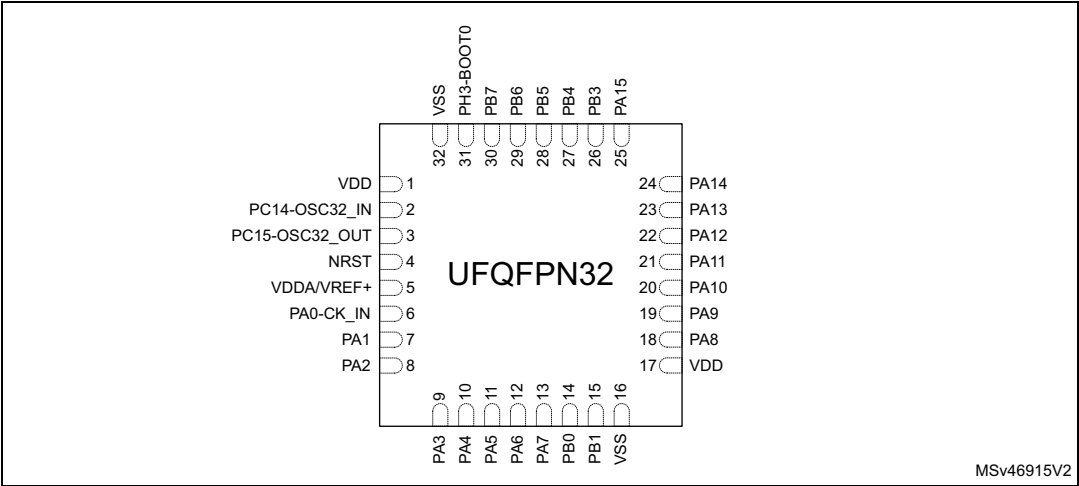 VSS
PH3-BOOT0
PB7
PB6
PB5
PB4
PB3
PA15
32
31
30
29
28
27
26
25
VDD 1
PC14-OSC32_IN 2
PC15-OSC32_OUT 3
NRST 4
VDDA/VREF+ 5
PA0-CK_IN 6
PA1 7
PA2 8
UFQFPN32
24 PA14
23 PA13
22 PA12
21 PA11
20 PA10
19 PA9
18 PA8
17 VDD
9
10
11
12
13
14
15
16
PA3
PA4
PA5
PA6
PA7
PB0
PB1
VSS
MSv46915V2